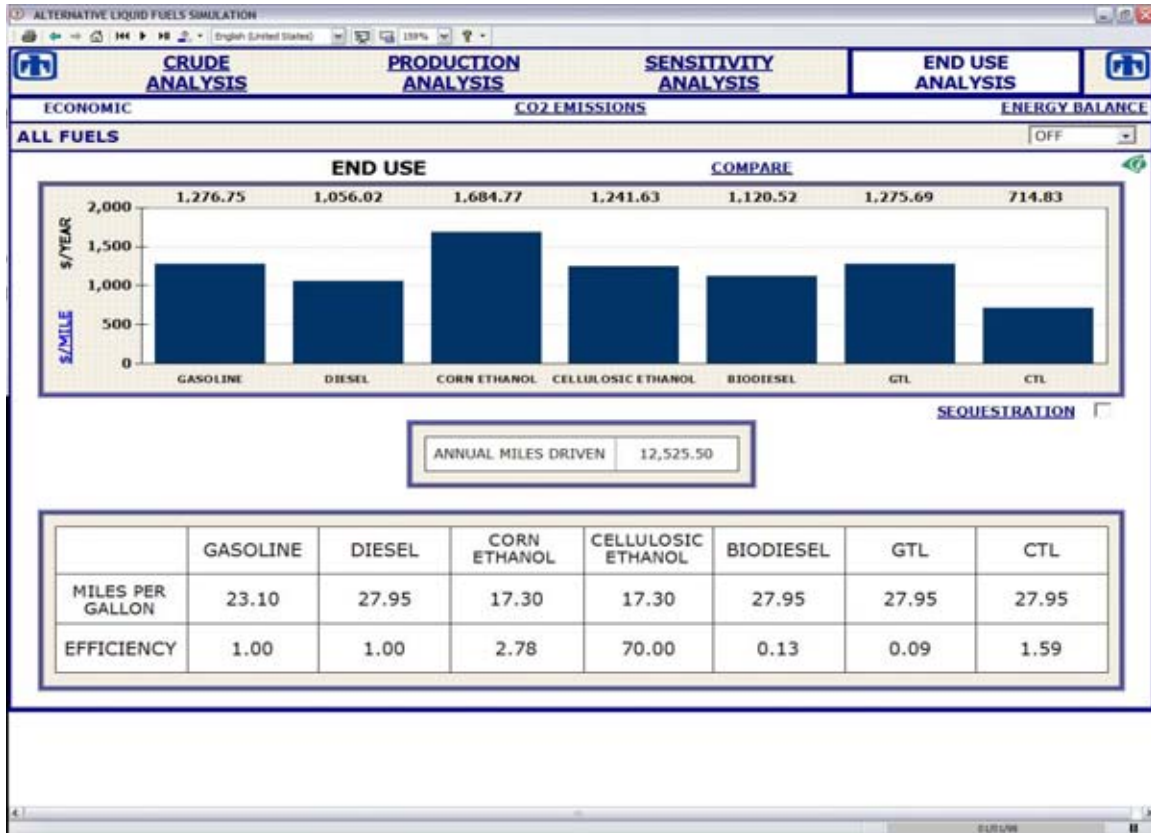 ALTERNATIVE LIQUID FUELS SIMULATION
English (United States) 159%
CRUDE ANALYSIS PRODUCTION ANALYSIS SENSITIVITY ANALYSIS END USE ANALYSIS
ECONOMIC CO2 EMISSIONS ENERGY BALANCE
ALL FUELS OFF
END USE COMPARE
1,276.75 1,056.02 1,684.77 1,241.63 1,120.52 1,275.69 714.83
2,000
1,500
1,000
500
0
$/YEAR
$/MILE
GASOLINE DIESEL CORN ETHANOL CELLULOSIC ETHANOL BIODIESEL GTL CTL
SEQUESTRATION
ANNUAL MILES DRIVEN 12,525.50
GASOLINE DIESEL CORN ETHANOL CELLULOSIC ETHANOL BIODIESEL GTL CTL
MILES PER GALLON 23.10 27.95 17.30 17.30 27.95 27.95 27.95
EFFICIENCY 1.00 1.00 2.78 70.00 0.13 0.09 1.59